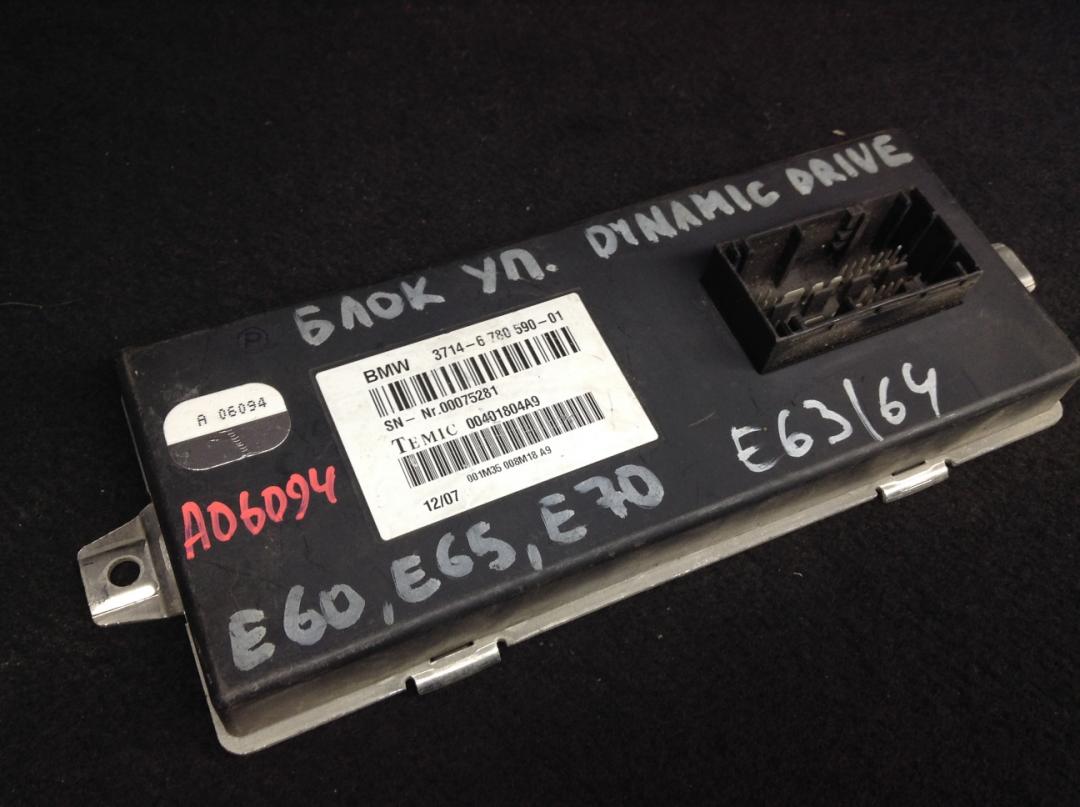 БЛОК УП. DYNAMIC DRIVE
BMW 3714-6 780 590-01
SN- Nr.00075281
TEMIC 00401804A9
001M35 008M18 A9
12/07
A 06094
A06094
E60, E65, E70
E63/64